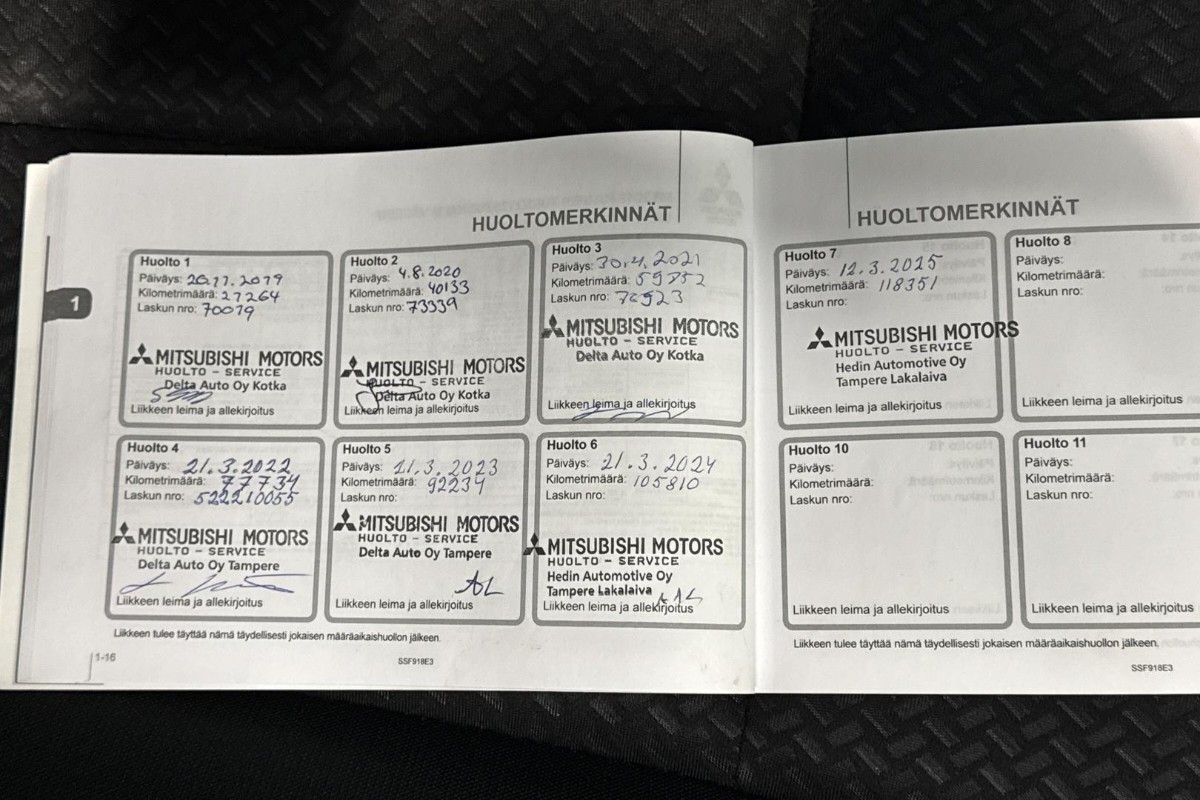 HUOLTOMERKINNÄT
Huolto 1
Päiväys: 20.11.2019
Kilometrimäärä: 27264
Laskun nro: 70019
MITSUBISHI MOTORS
HUOLTO - SERVICE
Delta Auto Oy Kotka
Liikkeen leima ja allekirjoitus
Huolto 2
Päiväys: 4.8.2020
Kilometrimäärä: 40133
Laskun nro: 73339
MITSUBISHI MOTORS
HUOLTO - SERVICE
Delta Auto Oy Kotka
Liikkeen leima ja allekirjoitus
Huolto 3
Päiväys: 30.4.2021
Kilometrimäärä: 59752
Laskun nro:
MITSUBISHI MOTORS
HUOLTO - SERVICE
Delta Auto Oy Kotka
Liikkeen leima ja allekirjoitus
1
Huolto 4
Päiväys: 21.3.2022
Kilometrimäärä: 77734
Laskun nro: 522210055
MITSUBISHI MOTORS
HUOLTO - SERVICE
Delta Auto Oy Tampere
Liikkeen leima ja allekirjoitus
Huolto 5
Päiväys: 21.3.2023
Kilometrimäärä: 92234
Laskun nro:
MITSUBISHI MOTORS
HUOLTO - SERVICE
Delta Auto Oy Tampere
AL
Liikkeen leima ja allekirjoitus
Huolto 6
Päiväys: 21.3.2024
Kilometrimäärä: 105810
Laskun nro:
MITSUBISHI MOTORS
HUOLTO - SERVICE
Hedin Automotive Oy
Tampere Lakalaiva
Liikkeen leima ja allekirjoitus
Liikkeen tulee täyttää nämä täydellisesti jokaisen määräaikaishuollon jälkeen.
1-16
SSF918E3
HUOLTOMERKINNÄT
Huolto 7
Päiväys: 12.3.2025
Kilometrimäärä: 118351
Laskun nro:
MITSUBISHI MOTORS
HUOLTO - SERVICE
Hedin Automotive Oy
Tampere Lakalaiva
Liikkeen leima ja allekirjoitus
Huolto 8
Päiväys:
Kilometrimäärä:
Laskun nro:
Liikkeen leima ja allekirjoitus
Huolto 10
Päiväys:
Kilometrimäärä:
Laskun nro:
Liikkeen leima ja allekirjoitus
Huolto 11
Päiväys:
Kilometrimäärä:
Laskun nro:
Liikkeen leima ja allekirjoitus
Liikkeen tulee täyttää nämä täydellisesti jokaisen määräaikaishuollon jälkeen.
SSF918E3